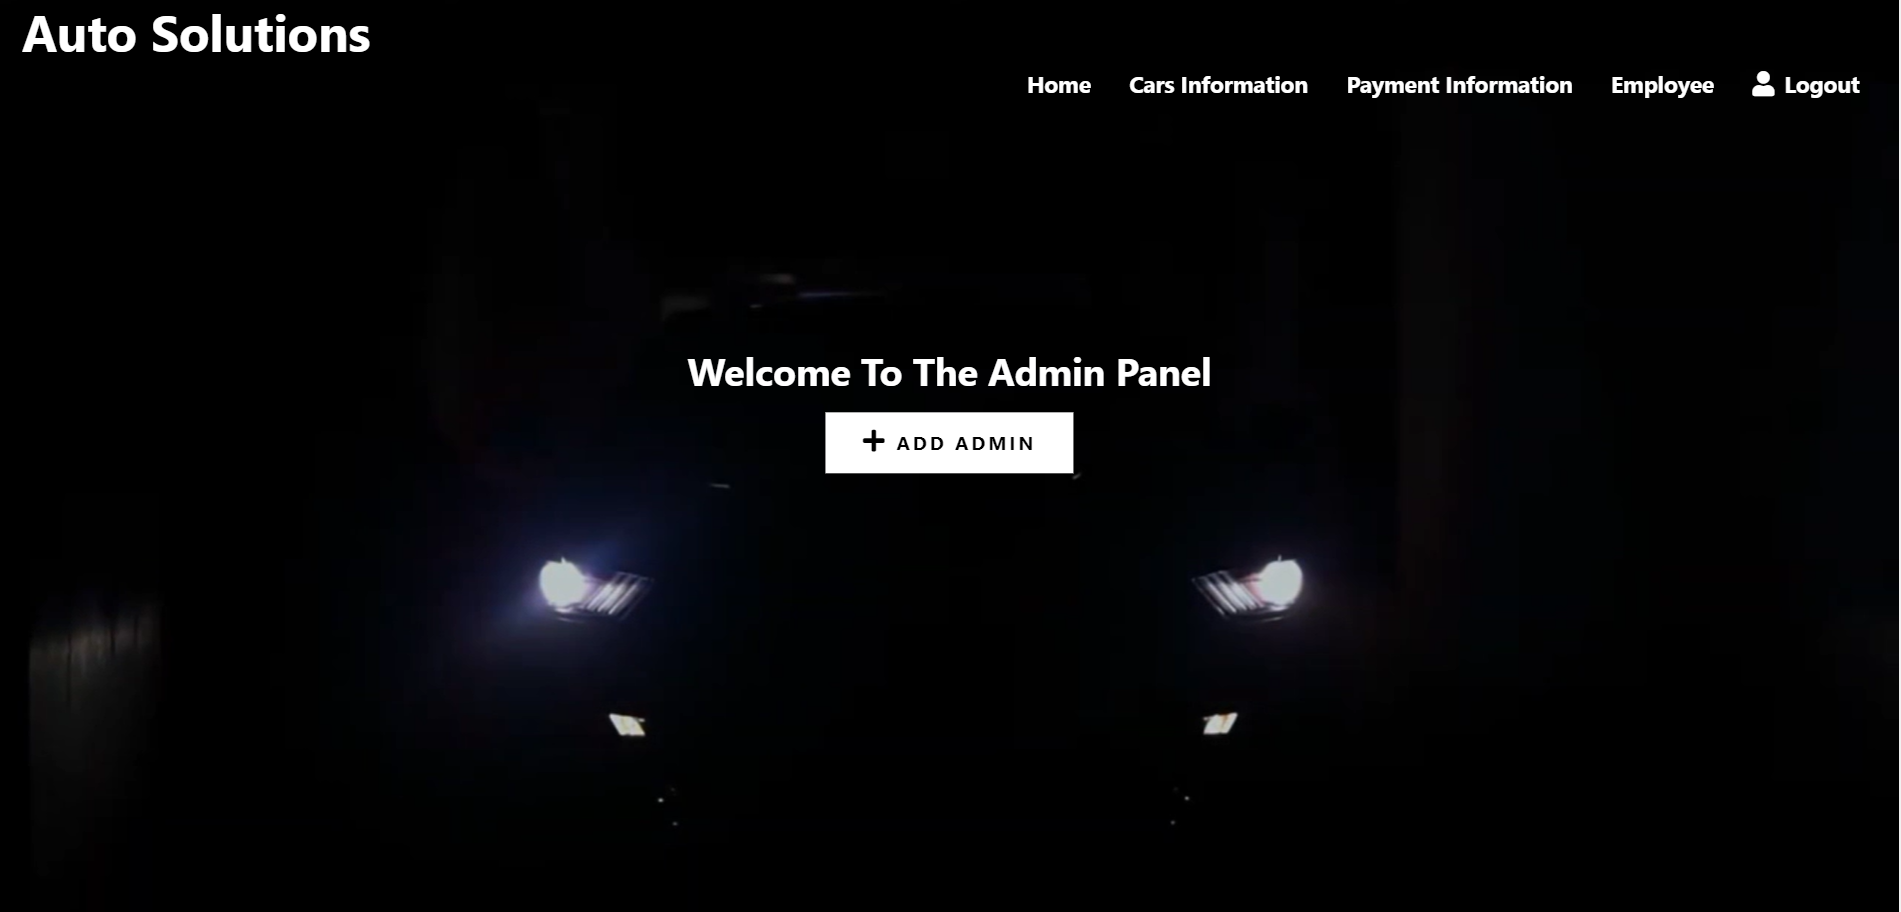 Auto Solutions
Home Cars Information Payment Information Employee Logout
Welcome To The Admin Panel
ADD ADMIN